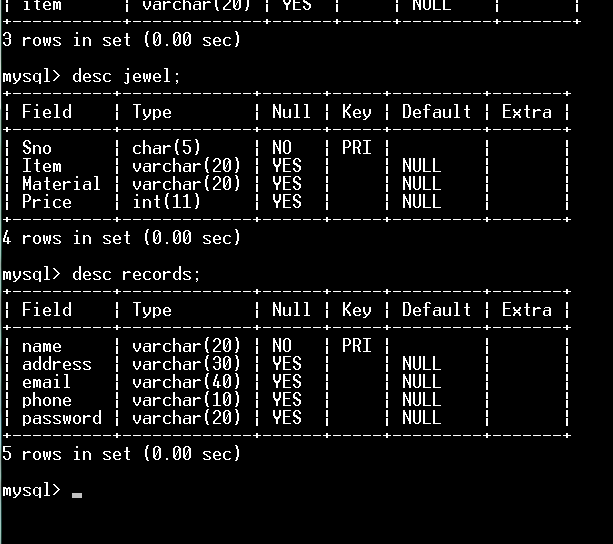 | item | varchar(20) | YES | | NULL | |
+----------+-------------+------+-----+---------+-------+
3 rows in set (0.00 sec)
mysql> desc jewel;
+----------+-------------+------+-----+---------+-------+
| Field | Type | Null | Key | Default | Extra |
+----------+-------------+------+-----+---------+-------+
| Sno | char(5) | NO | PRI | | |
| Item | varchar(20) | YES | | NULL | |
| Material | varchar(20) | YES | | NULL | |
| Price | int(11) | YES | | NULL | |
+----------+-------------+------+-----+---------+-------+
4 rows in set (0.00 sec)
mysql> desc records;
+----------+-------------+------+-----+---------+-------+
| Field | Type | Null | Key | Default | Extra |
+----------+-------------+------+-----+---------+-------+
| name | varchar(20) | NO | PRI | | |
| address | varchar(30) | YES | | NULL | |
| email | varchar(40) | YES | | NULL | |
| phone | varchar(10) | YES | | NULL | |
| password | varchar(20) | YES | | NULL | |
+----------+-------------+------+-----+---------+-------+
5 rows in set (0.00 sec)
mysql> _